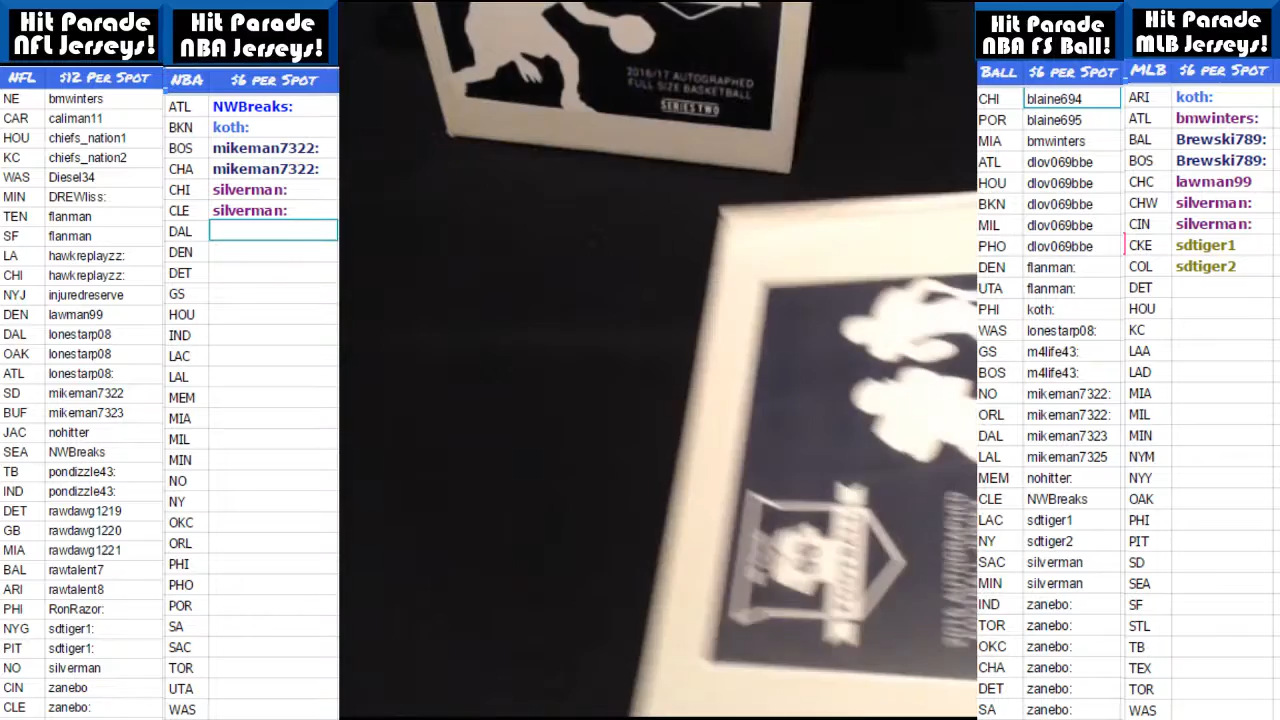 Hit Parade
NFL Jerseys!
NFL $12 Per Spot
NE bmwinters
CAR caliman11
HOU chiefs_nation1
KC chiefs_nation2
WAS Diesel34
MIN DREWliss:
TEN flanman
SF flanman
LA hawkreplayzz:
CHI hawkreplayzz:
NYJ injuredreserve
DEN lawman99
DAL lonestarp08
OAK lonestarp08
ATL lonestarp08:
SD mikeman7322
BUF mikeman7323
JAC nohitter
SEA NWBreaks
TB pondizzle43:
IND pondizzle43:
DET rawdawg1219
GB rawdawg1220
MIA rawdawg1221
BAL rawtalent7
ARI rawtalent8
PHI RonRazor:
NYG sdtiger1:
PIT sdtiger1:
NO silverman
CIN zanebo
CLE zanebo:
Hit Parade
NBA Jerseys!
NBA $6 per Spot
ATL NWBreaks:
BKN koth:
BOS mikeman7322:
CHA mikeman7322:
CHI silverman:
CLE silverman:
DAL
DEN
DET
GS
HOU
IND
LAC
LAL
MEM
MIA
MIL
MIN
NO
NY
OKC
ORL
PHI
PHO
POR
SA
SAC
TOR
UTA
WAS
2016/17 AUTOGRAPHED
FULL SIZE BASKETBALL
SERIES TWO
Hit Parade
NBA FS Ball!
Ball $6 per Spot
CHI blaine694
POR blaine695
MIA bmwinters
ATL dlov069bbe
HOU dlov069bbe
BKN dlov069bbe
MIL dlov069bbe
PHO dlov069bbe
DEN flanman:
UTA flanman:
PHI koth:
WAS lonestarp08:
GS m4life43:
BOS m4life43:
NO mikeman7322:
ORL mikeman7322:
DAL mikeman7323
LAL mikeman7325
MEM nohitter:
CLE NWBreaks
LAC sdtiger1
NY sdtiger2
SAC silverman
MIN silverman
IND zanebo:
TOR zanebo:
OKC zanebo:
CHA zanebo:
DET zanebo:
SA zanebo:
Hit Parade
MLB Jerseys!
MLB $6 per Spot
ARI koth:
ATL bmwinters:
BAL Brewski789:
BOS Brewski789:
CHC lawman99
CHW silverman:
CIN silverman:
CKE sdtiger1
COL sdtiger2
DET
HOU
KC
LAA
LAD
MIA
MIL
MIN
NYM
NYY
OAK
PHI
PIT
SD
SEA
SF
STL
TB
TEX
TOR
WAS